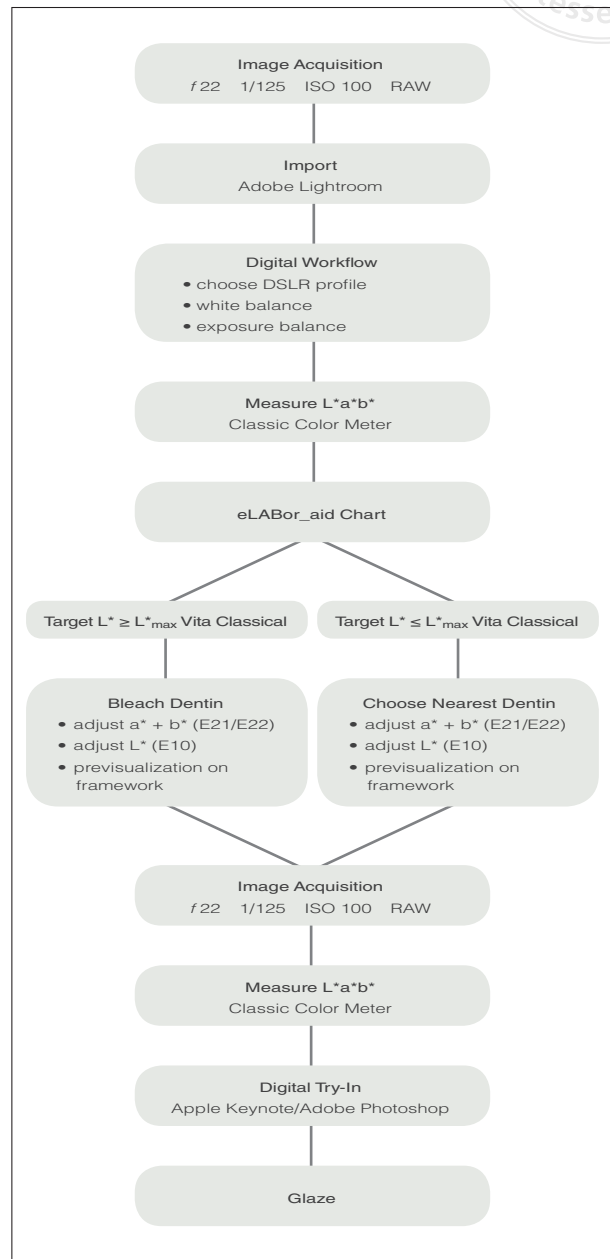 Image Acquisition
f 22 1/125 ISO 100 RAW
Import
Adobe Lightroom
Digital Workflow
• choose DSLR profile
• white balance
• exposure balance
Measure L*a*b*
Classic Color Meter
eLABor_aid Chart
Target L* ≥ L*max Vita Classical
Target L* ≤ L*max Vita Classical
Bleach Dentin
• adjust a* + b* (E21/E22)
• adjust L* (E10)
• previsualization on
framework
Choose Nearest Dentin
• adjust a* + b* (E21/E22)
• adjust L* (E10)
• previsualization on
framework
Image Acquisition
f 22 1/125 ISO 100 RAW
Measure L*a*b*
Classic Color Meter
Digital Try-In
Apple Keynote/Adobe Photoshop
Glaze